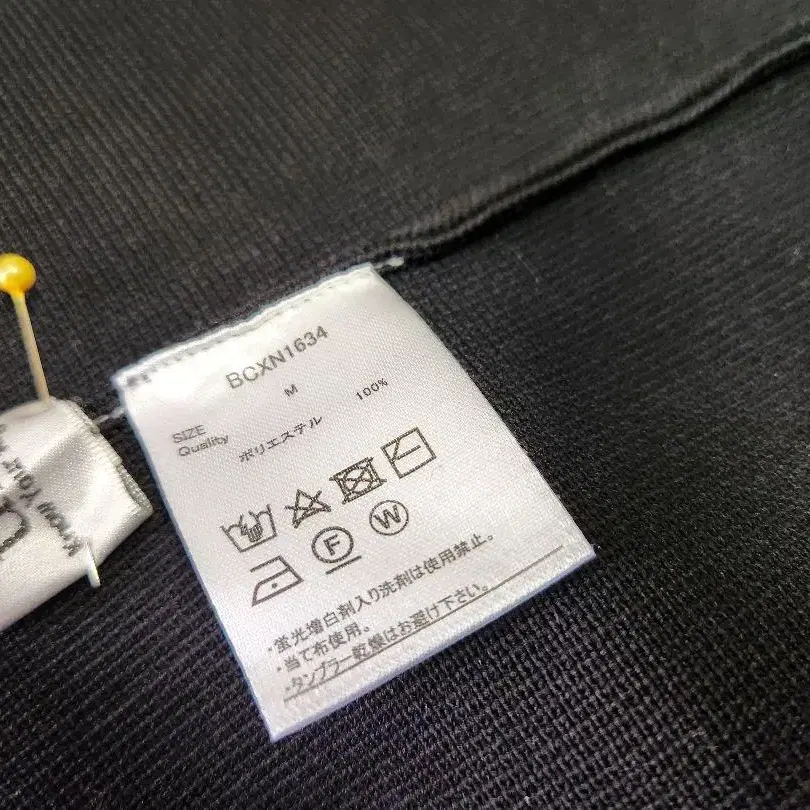 BCXN1634
SIZE M
Quality ポリエステル 100%
F W
・蛍光増白剤入り洗剤は使用禁止。
・当て布使用。
・タンブラー乾燥はお避け下さい。
Know Your